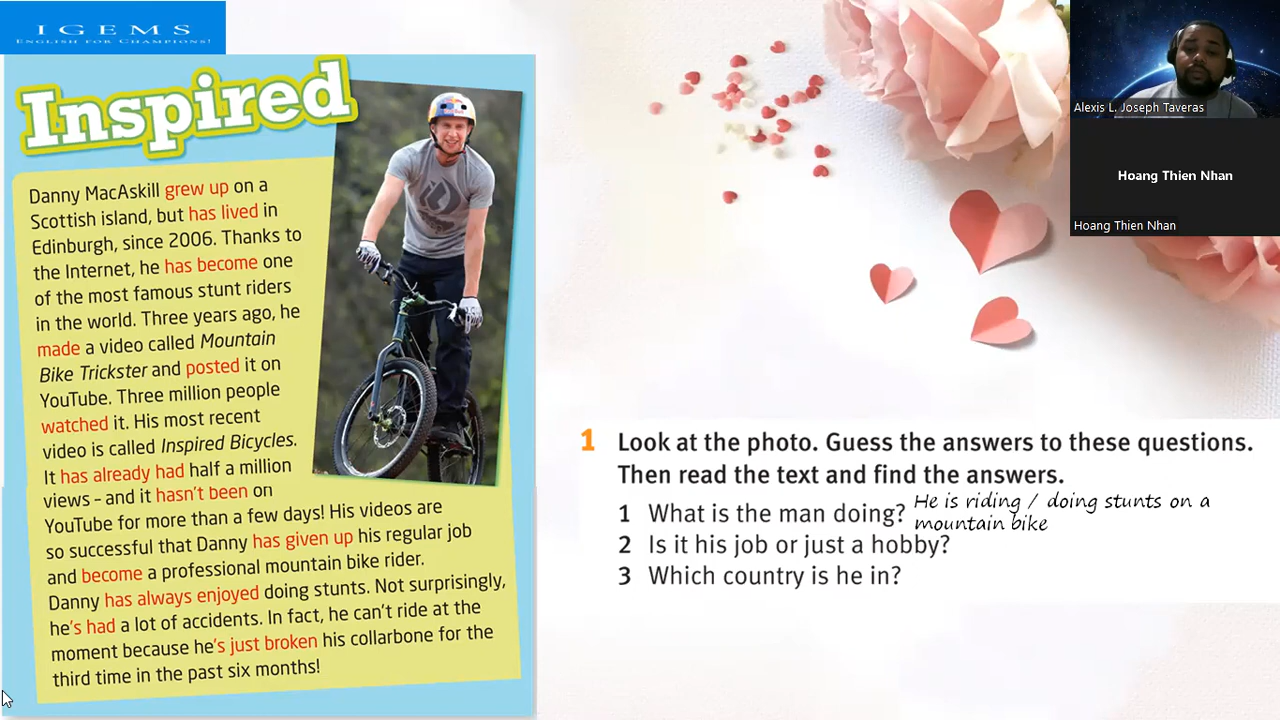 IGEMS
ENGLISH FOR CHAMPIONS!
Inspired
Danny MacAskill grew up on a
Scottish island, but has lived in
Edinburgh, since 2006. Thanks to
the Internet, he has become one
of the most famous stunt riders
in the world. Three years ago, he
made a video called Mountain
Bike Trickster and posted it on
YouTube. Three million people
watched it. His most recent
video is called Inspired Bicycles.
It has already had half a million
views – and it hasn't been on
YouTube for more than a few days! His videos are
so successful that Danny has given up his regular job
and become a professional mountain bike rider.
Danny has always enjoyed doing stunts. Not surprisingly,
he's had a lot of accidents. In fact, he can't ride at the
moment because he's just broken his collarbone for the
third time in the past six months!
1 Look at the photo. Guess the answers to these questions.
Then read the text and find the answers.
1 What is the man doing? He is riding / doing stunts on a
mountain bike
2 Is it his job or just a hobby?
3 Which country is he in?
Alexis L. Joseph Taveras
Hoang Thien Nhan
Hoang Thien Nhan